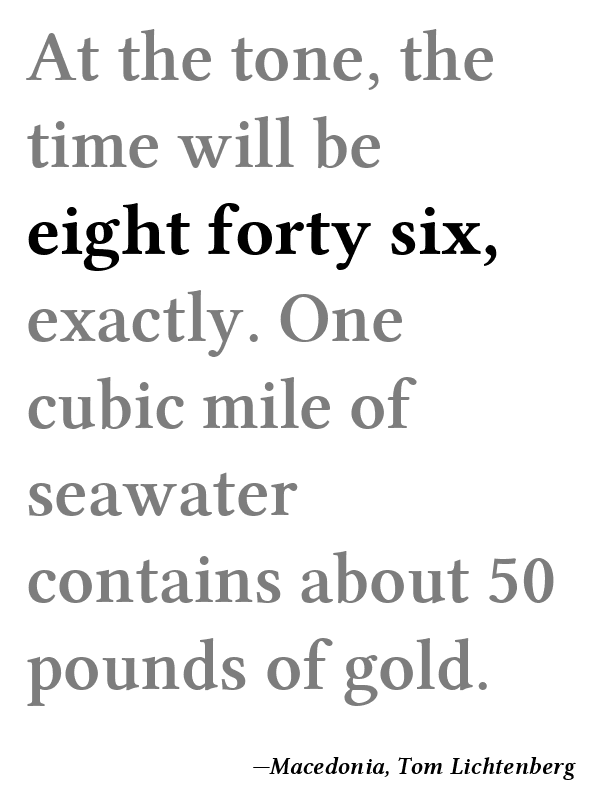 At the tone, the
time will be
eight forty six,
exactly. One
cubic mile of
seawater
contains about 50
pounds of gold.
—Macedonia, Tom Lichtenberg